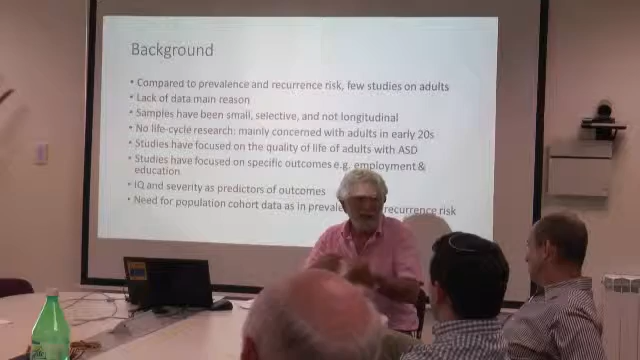 Background
• Compared to prevalence and recurrence risk, few studies on adults
• Lack of data main reason
• Samples have been small, selective, and not longitudinal
• No life-cycle research: mainly concerned with adults in early 20s
• Studies have focused on the quality of life of adults with ASD
• Studies have focused on specific outcomes e.g. employment &
education
• IQ and severity as predictors of outcomes
• Need for population cohort data as in recurrence risk